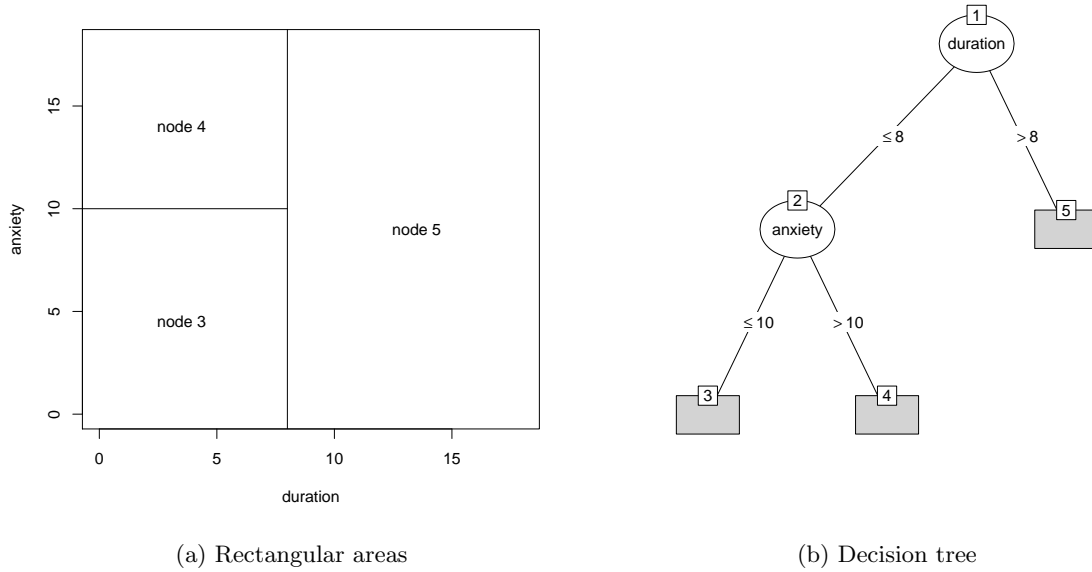 node 4
node 3
node 5
15
10
5
0
anxiety
0
5
10
15
duration
(a) Rectangular areas
1
duration
≤ 8
> 8
2
anxiety
5
≤ 10
> 10
3
4
(b) Decision tree